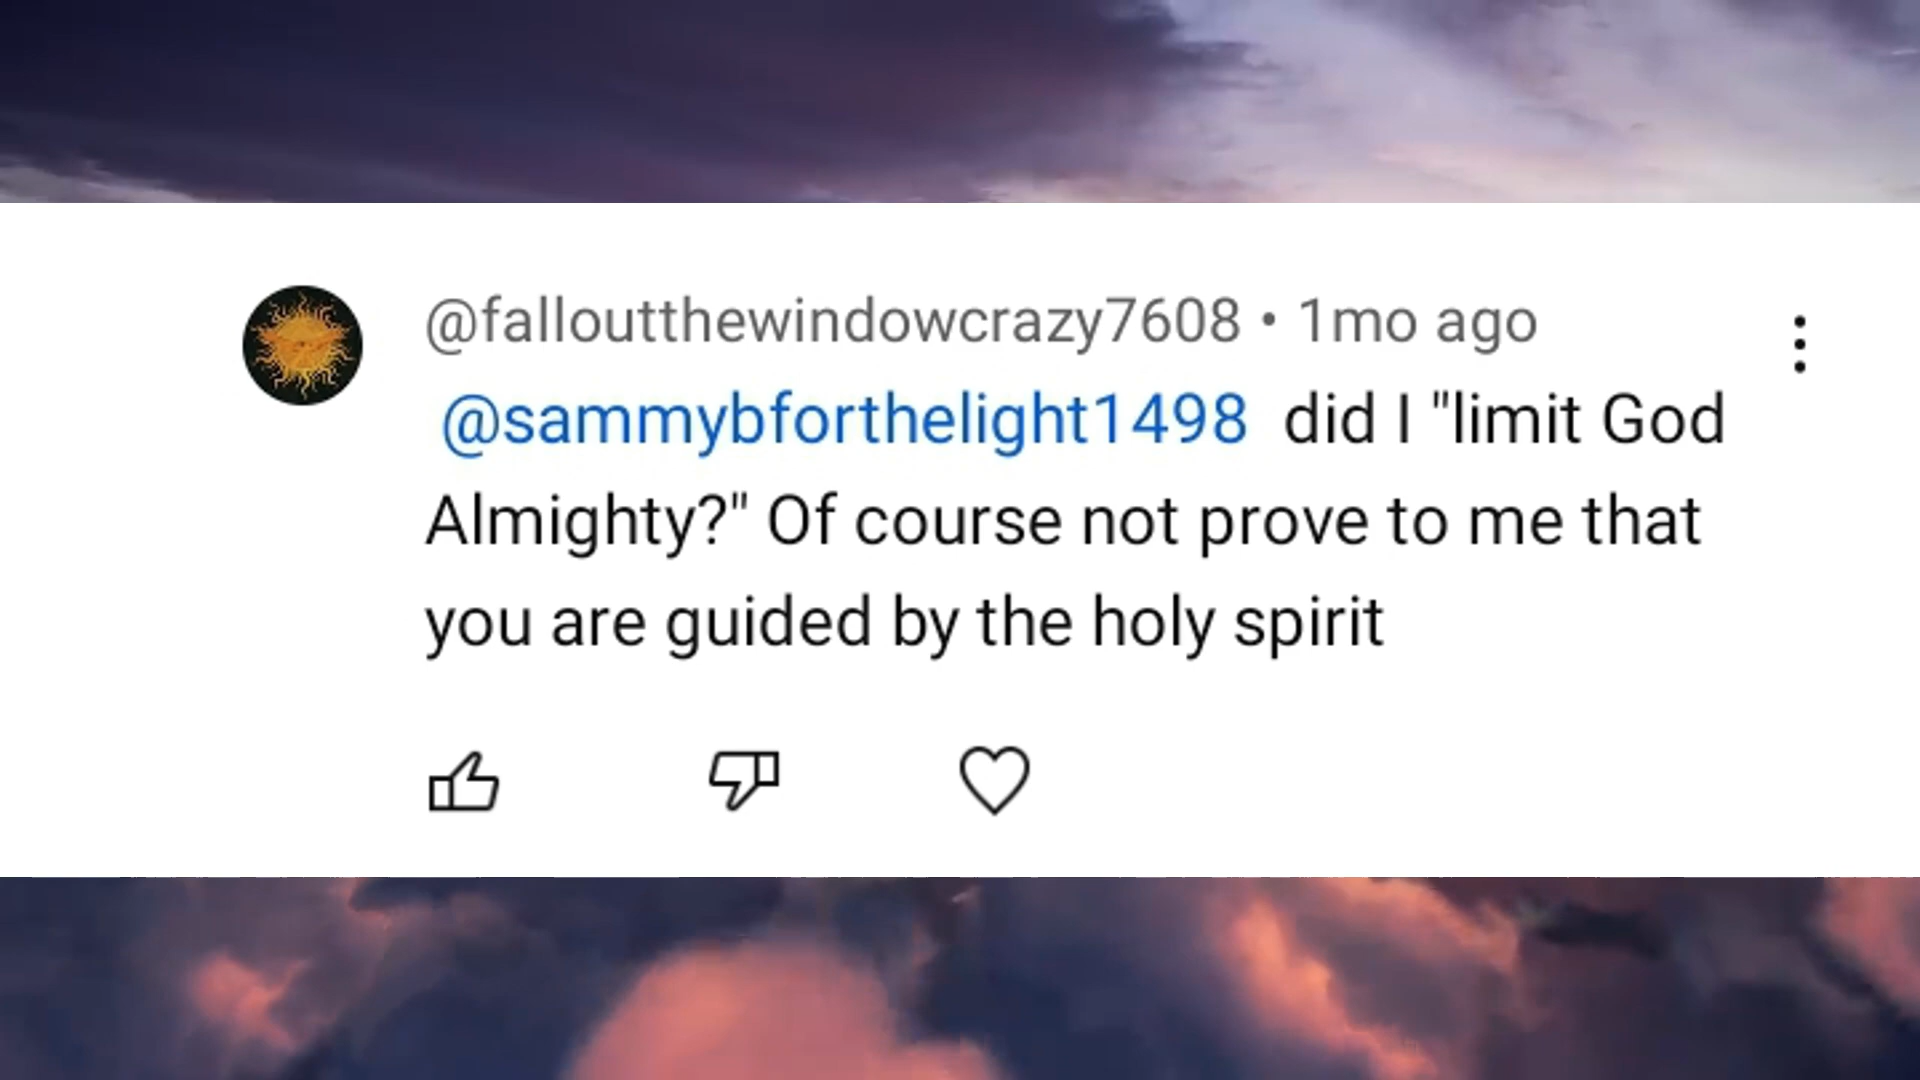 @falloutthewindowcrazy7608 • 1mo ago
@sammybforthelight1498 did I "limit God
Almighty?" Of course not prove to me that
you are guided by the holy spirit